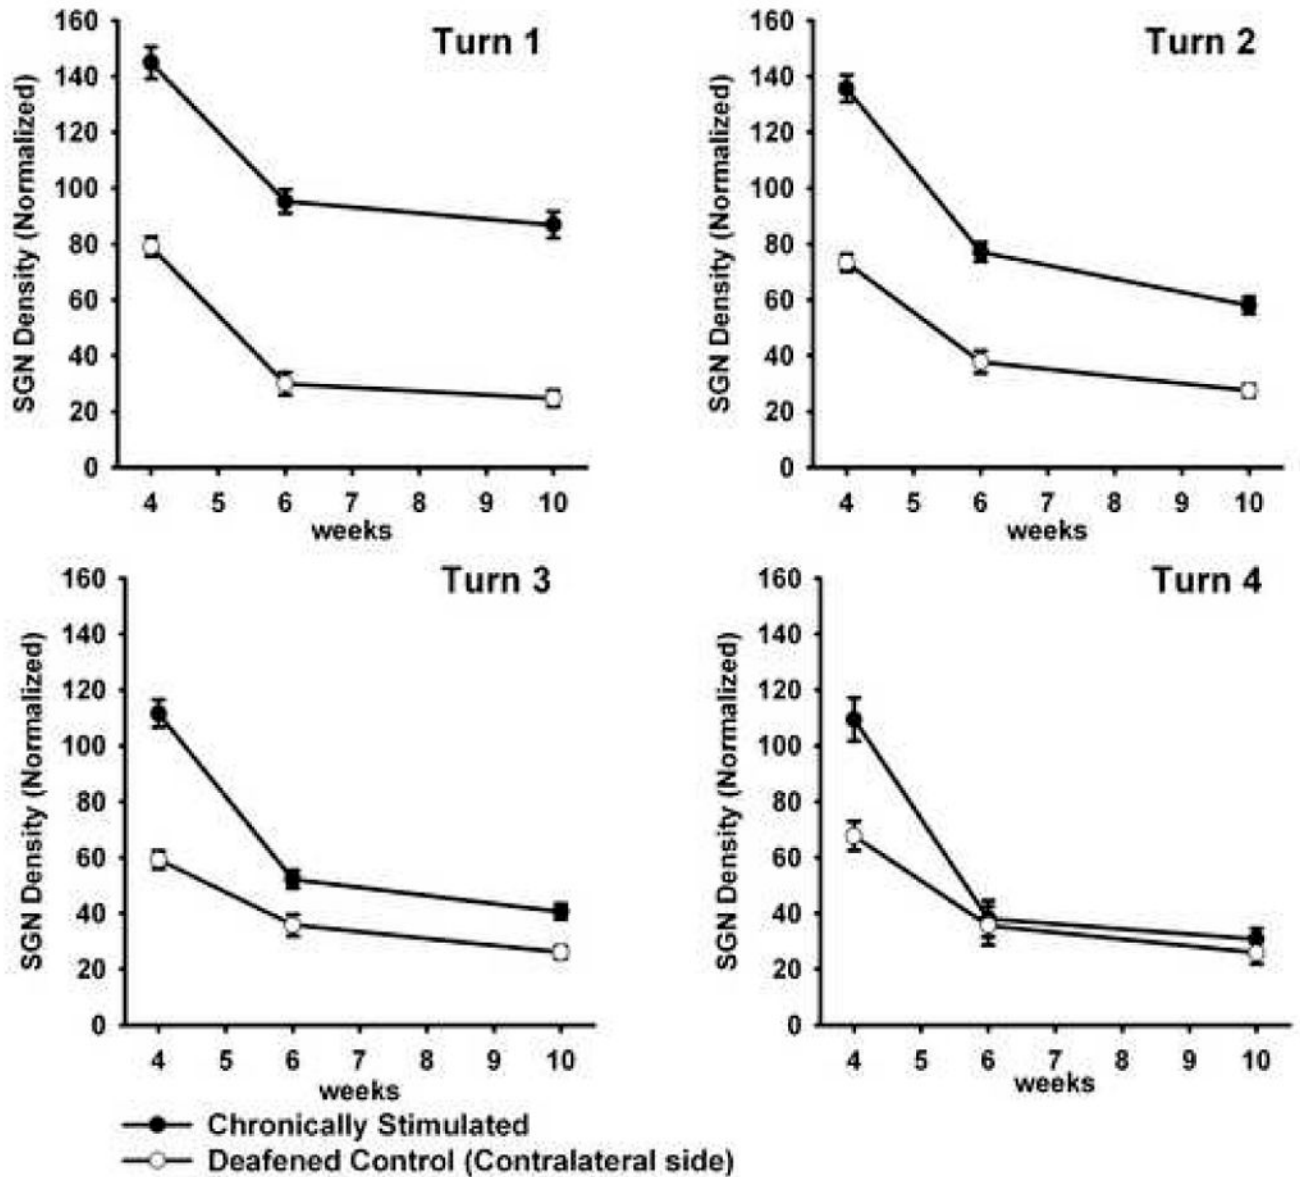 Turn 1
SGN Density (Normalized)
160
140
120
100
80
60
40
20
0
4 5 6 7 8 9 10
weeks
Turn 2
SGN Density (Normalized)
160
140
120
100
80
60
40
20
0
4 5 6 7 8 9 10
weeks
Turn 3
SGN Density (Normalized)
160
140
120
100
80
60
40
20
0
4 5 6 7 8 9 10
weeks
Turn 4
SGN Density (Normalized)
160
140
120
100
80
60
40
20
0
4 5 6 7 8 9 10
weeks
Chronically Stimulated
Deafened Control (Contralateral side)